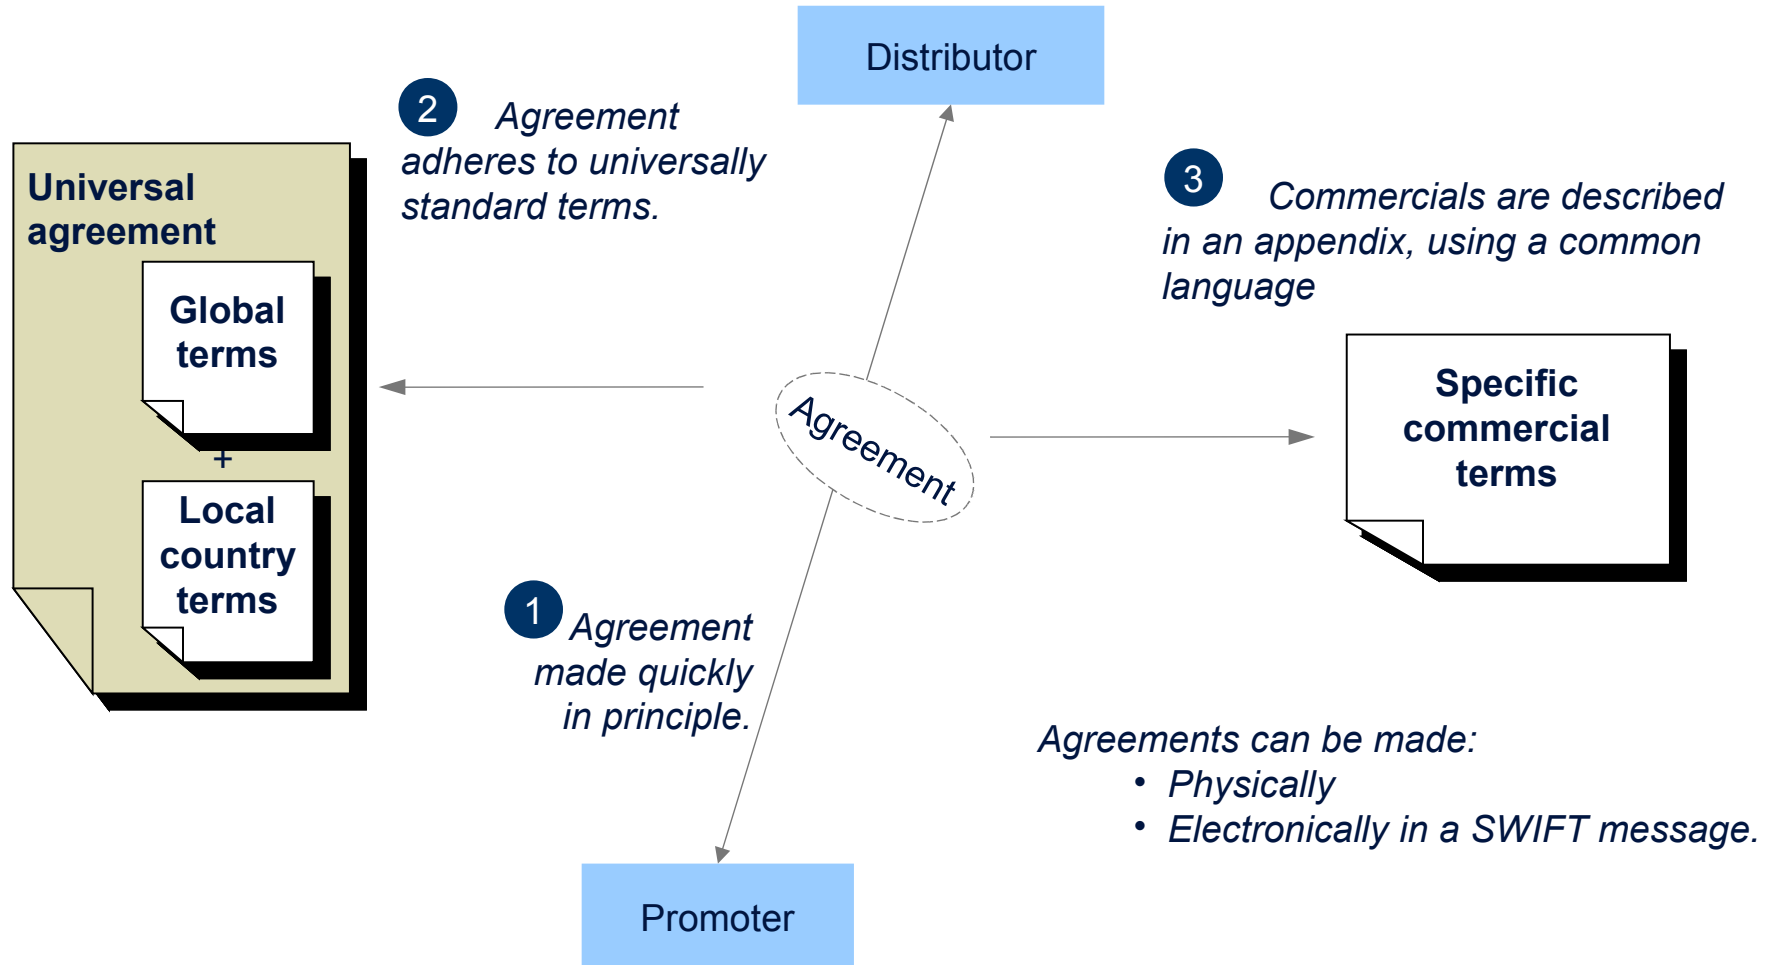 Distributor
2
Agreement
adheres to universally
standard terms.
3
Commercials are described
in an appendix, using a common
language
Universal
agreement
Global
terms
+
Local
country
terms
Agreement
Specific
commercial
terms
1
Agreement
made quickly
in principle.
Agreements can be made:
• Physically
• Electronically in a SWIFT message.
Promoter